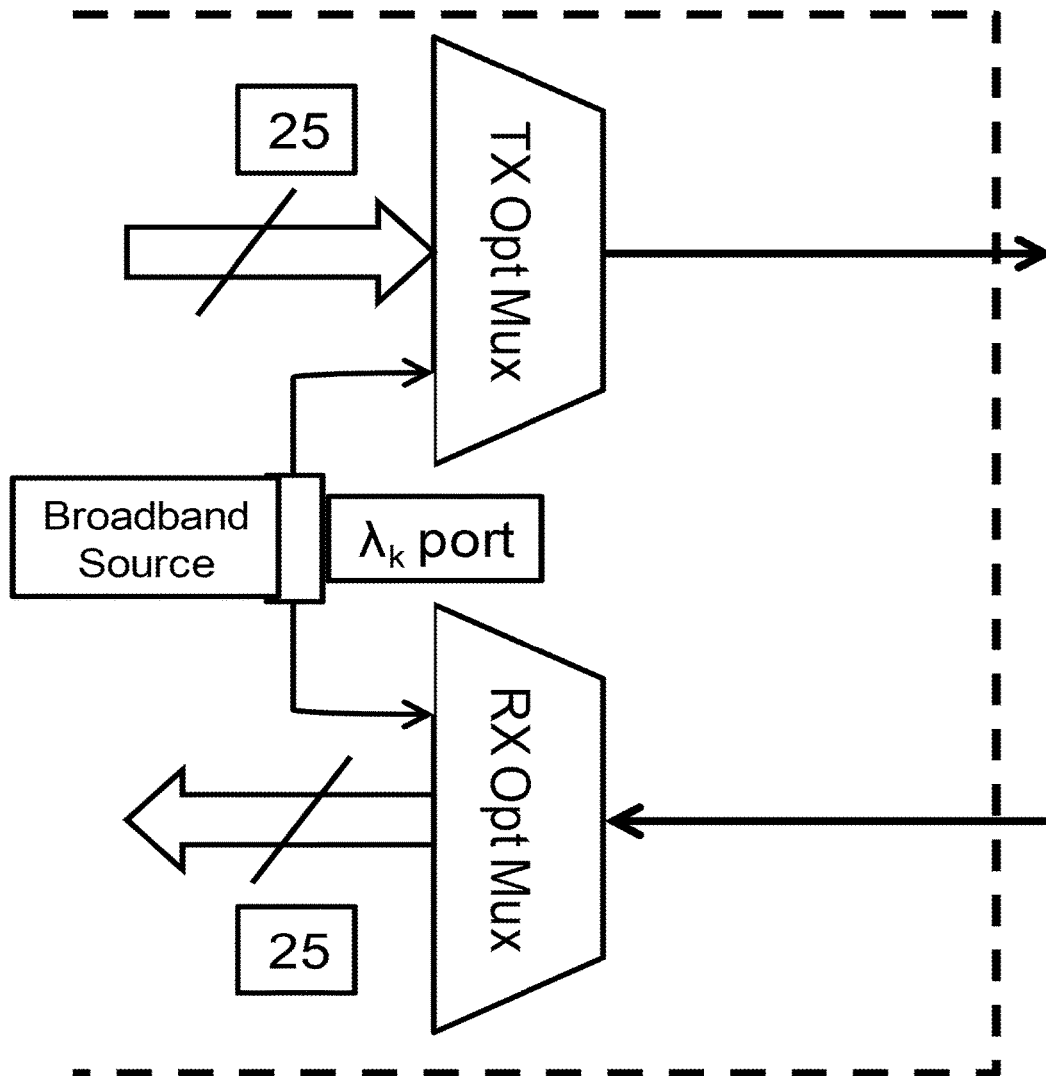 25
TX Opt Mux
Broadband
Source
λk port
RX Opt Mux
25